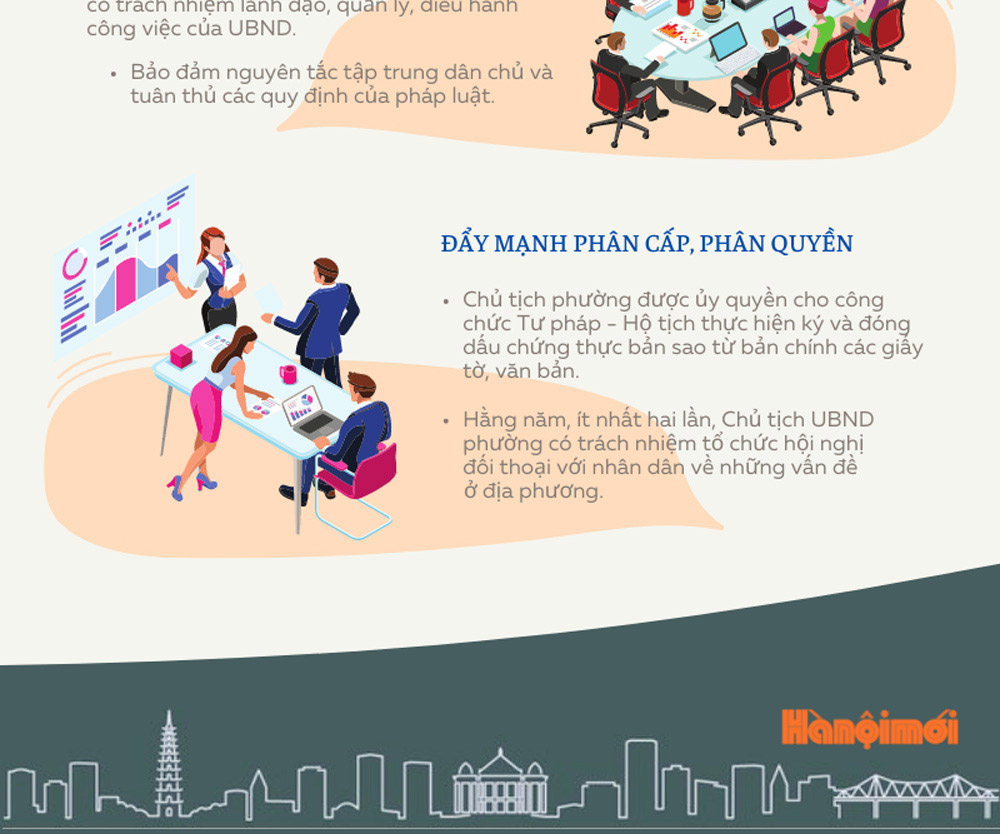 có trách nhiệm lãnh đạo, quản lý, điều hành
công việc của UBND.
• Bảo đảm nguyên tắc tập trung dân chủ và
tuân thủ các quy định của pháp luật.
ĐẨY MẠNH PHÂN CẤP, PHÂN QUYỀN
• Chủ tịch phường được ủy quyền cho công
chức Tư pháp - Hộ tịch thực hiện ký và đóng
dấu chứng thực bản sao từ bản chính các giấy
tờ, văn bản.
• Hằng năm, ít nhất hai lần, Chủ tịch UBND
phường có trách nhiệm tổ chức hội nghị
đối thoại với nhân dân về những vấn đề
ở địa phương.
Hànộimới